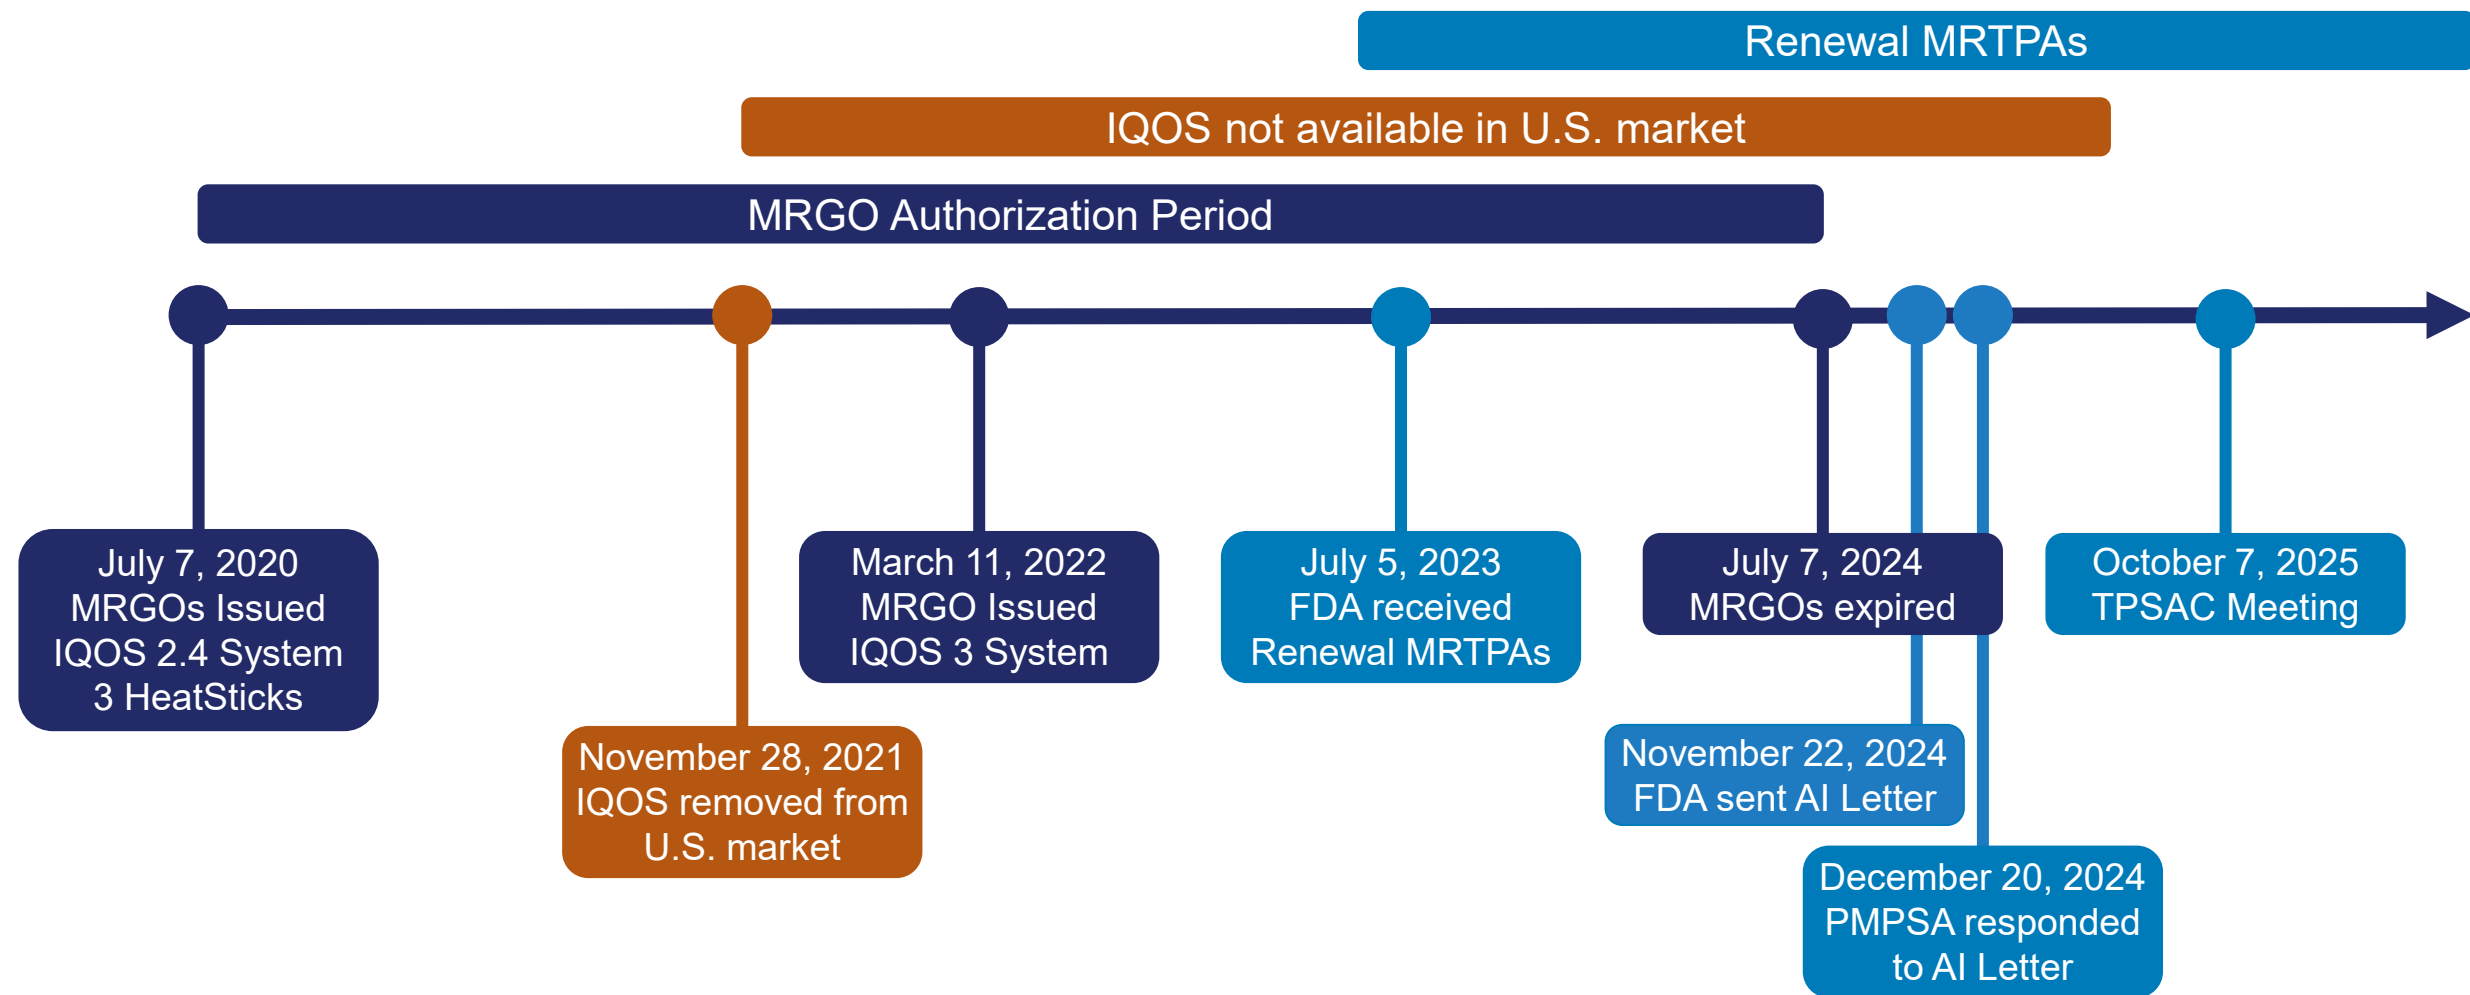 Renewal MRTPAs
IQOS not available in U.S. market
MRGO Authorization Period
July 7, 2020
MRGOs Issued
IQOS 2.4 System
3 HeatSticks
November 28, 2021
IQOS removed from
U.S. market
March 11, 2022
MRGO Issued
IQOS 3 System
July 5, 2023
FDA received
Renewal MRTPAs
July 7, 2024
MRGOs expired
November 22, 2024
FDA sent AI Letter
December 20, 2024
PMPSA responded
to AI Letter
October 7, 2025
TPSAC Meeting